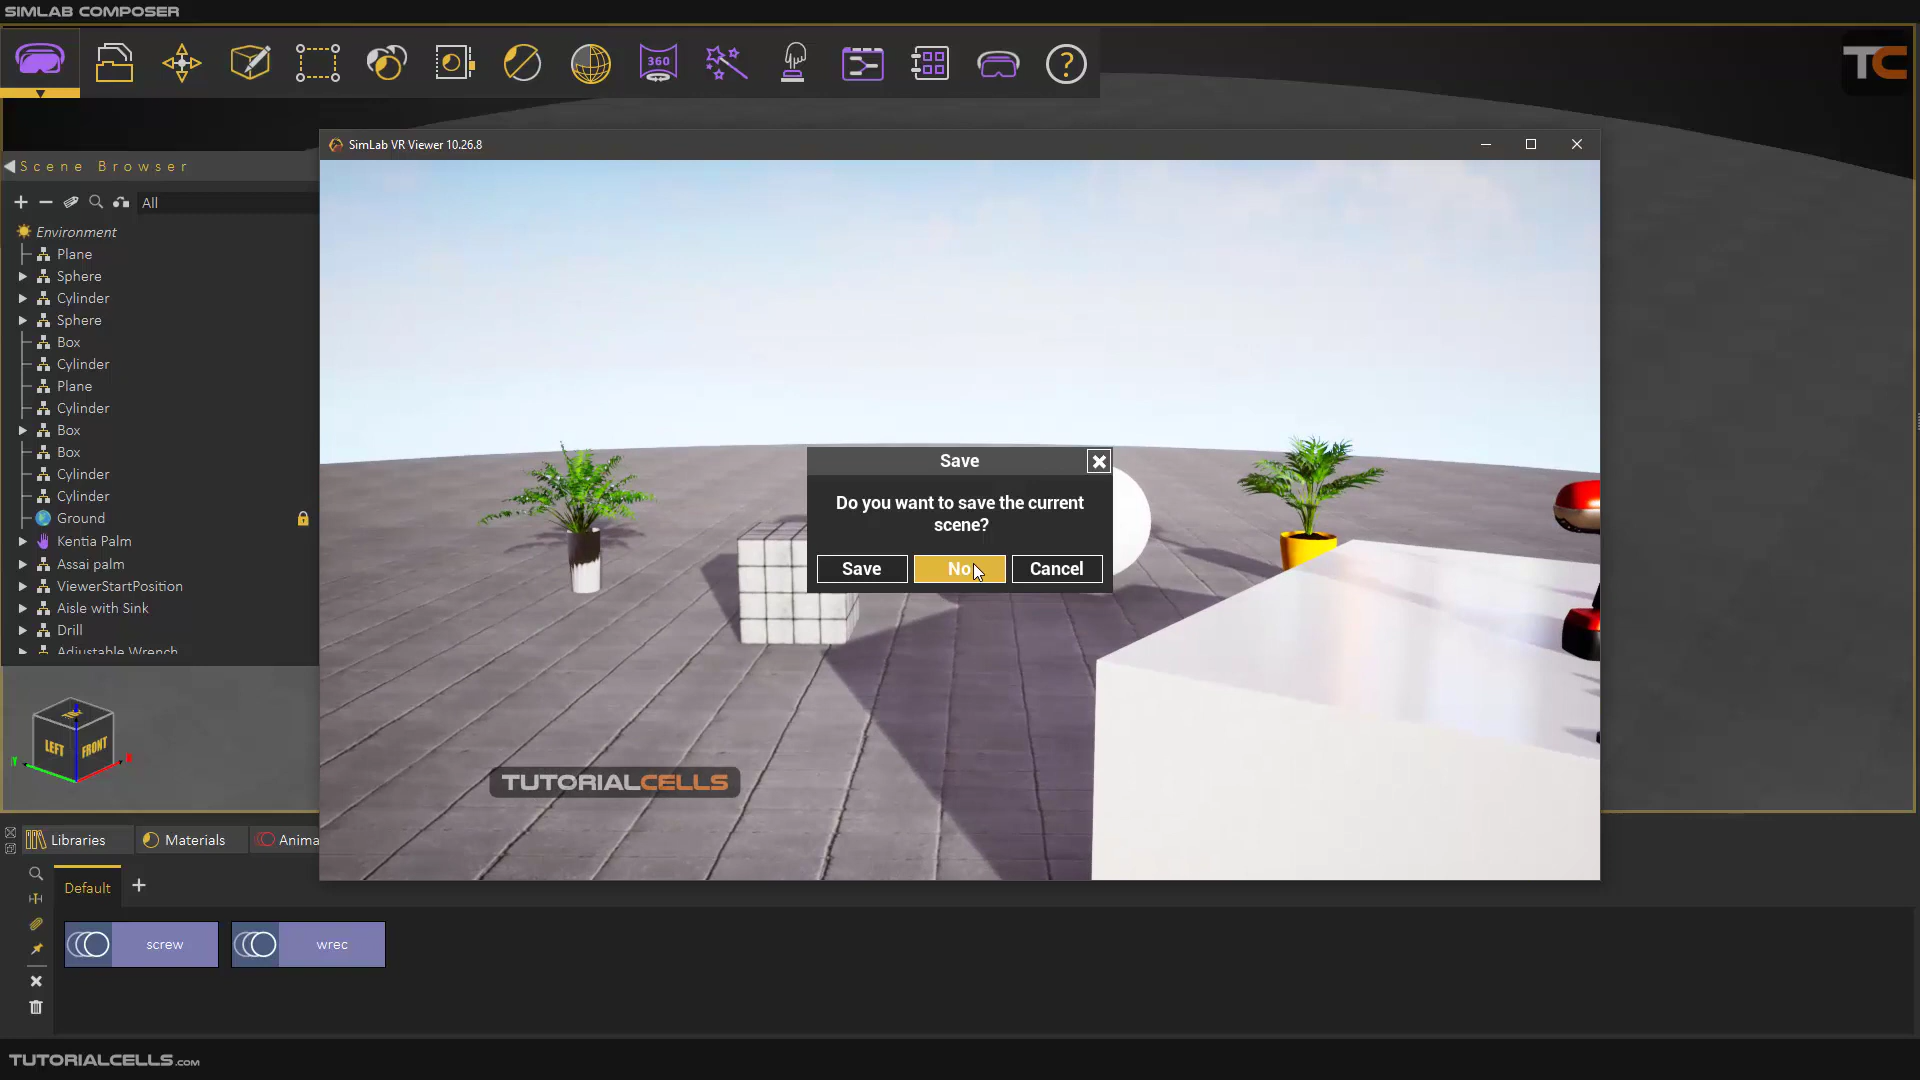 SIMLAB COMPOSER
360
?
TC
SimLab VR Viewer 10.26.8
Scene Browser
All
Environment
Plane
Sphere
Cylinder
Sphere
Box
Cylinder
Plane
Cylinder
Box
Box
Cylinder
Cylinder
Ground
Kentia Palm
Assai palm
ViewerStartPosition
Aisle with Sink
Drill
Adjustable Wrench
Save
Do you want to save the current
scene?
Save
No
Cancel
LEFT
FRONT
TUTORIALCELLS
Libraries
Materials
Anima
Default
screw
wrec
TUTORIALCELLS.COM